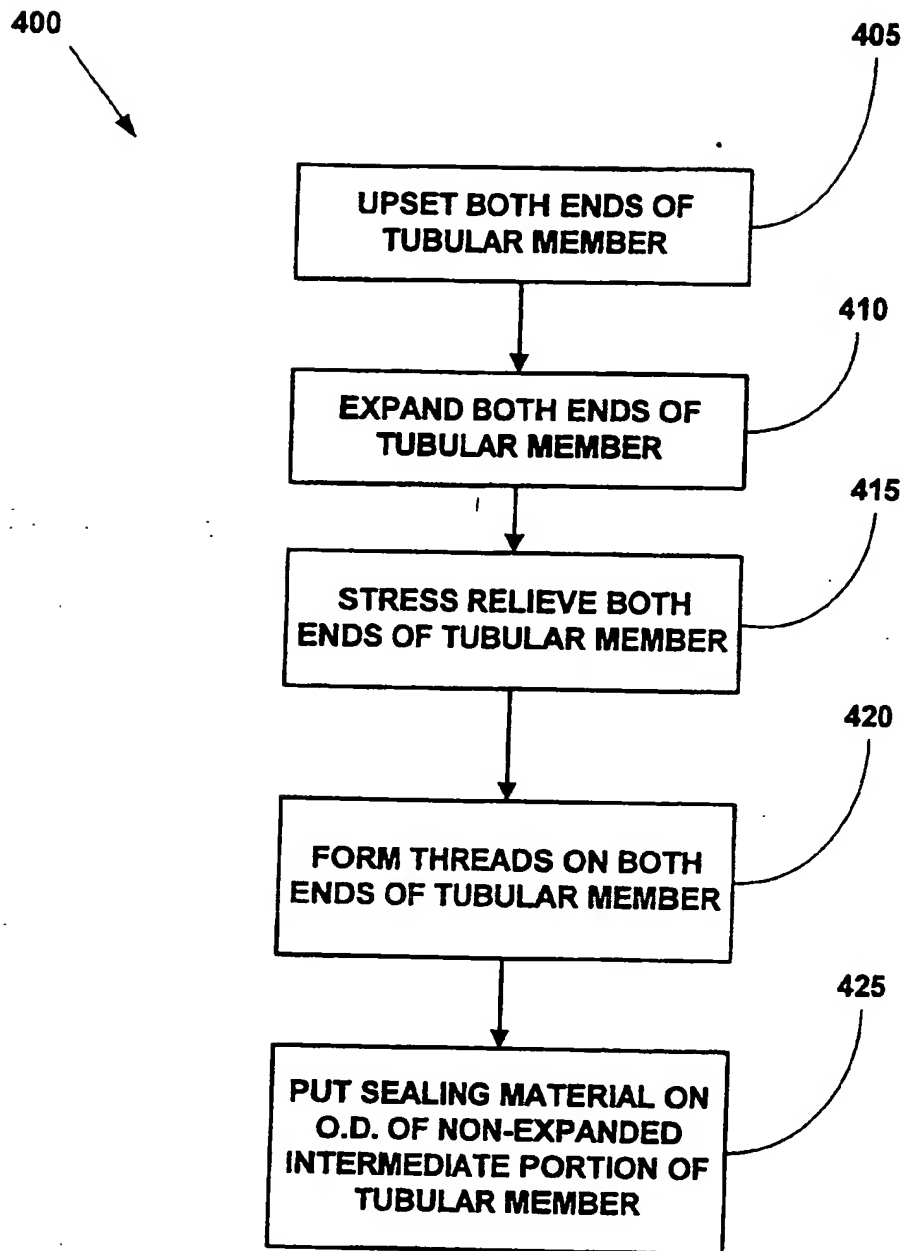 400
405
UPSET BOTH ENDS OF
TUBULAR MEMBER
410
EXPAND BOTH ENDS OF
TUBULAR MEMBER
415
STRESS RELIEVE BOTH
ENDS OF TUBULAR MEMBER
420
FORM THREADS ON BOTH
ENDS OF TUBULAR MEMBER
425
PUT SEALING MATERIAL ON
O.D. OF NON-EXPANDED
INTERMEDIATE PORTION OF
TUBULAR MEMBER